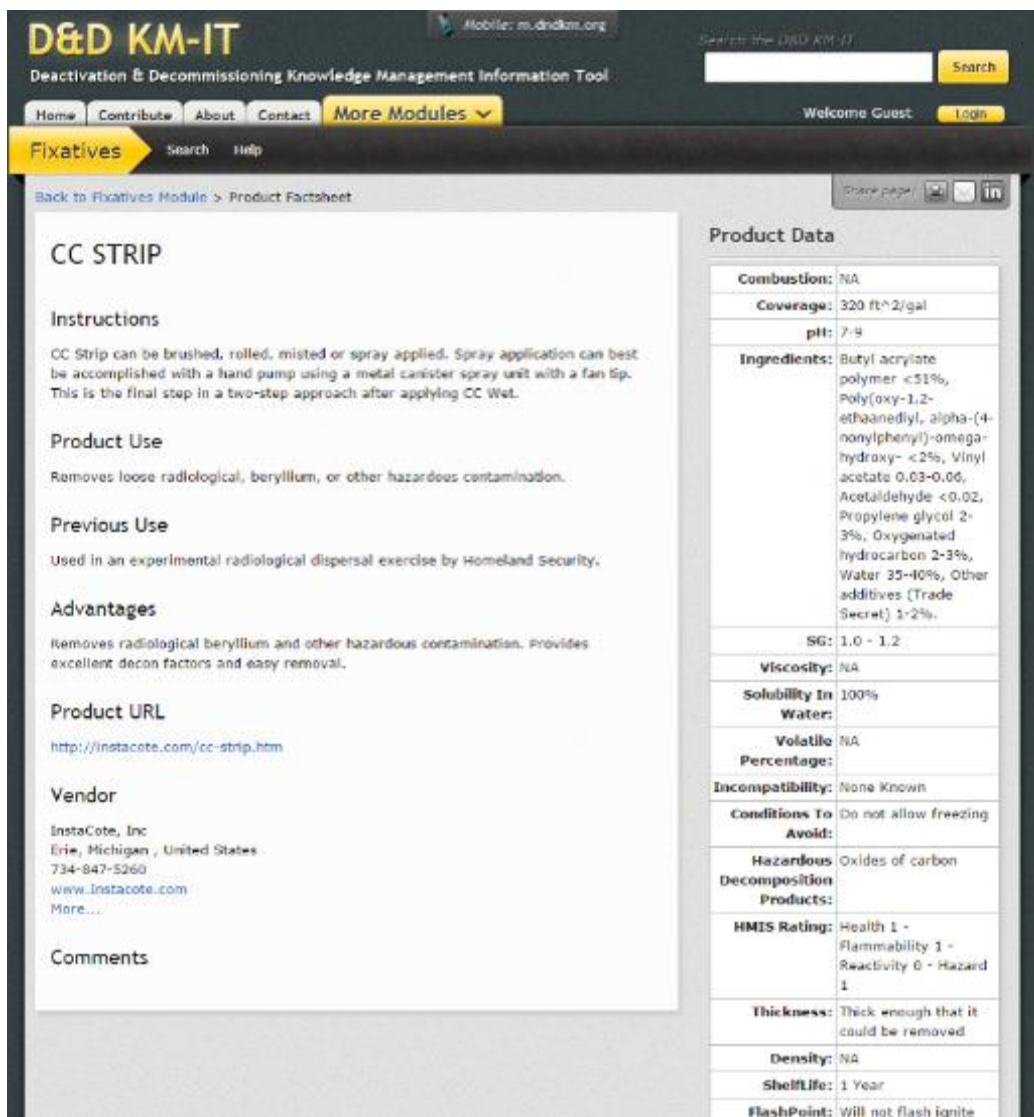 Mobile: m.dndkm.org
D&D KM-IT
Search the D&D KM-IT
Deactivation & Decommissioning Knowledge Management Information Tool
Search
Home Contribute About Contact More Modules
Welcome Guest Login
Fixatives Search Help
Share page: in
Back to Fixatives Module > Product Factsheet
CC STRIP
Instructions
CC Strip can be brushed, rolled, misted or spray applied. Spray application can best
be accomplished with a hand pump using a metal canister spray unit with a fan tip.
This is the final step in a two-step approach after applying CC Wet.
Product Use
Removes loose radiological, beryllium, or other hazardous contamination.
Previous Use
Used in an experimental radiological dispersal exercise by Homeland Security.
Advantages
Removes radiological beryllium and other hazardous contamination. Provides
excellent decon factors and easy removal.
Product URL
http://instacote.com/cc-strip.htm
Vendor
InstaCote, Inc
Erie, Michigan , United States
734-847-5260
www.Instacote.com
More...
Comments
Product Data
Combustion: NA
Coverage: 320 ft^2/gal
pH: 7-9
Ingredients: Butyl acrylate
polymer <51%,
Poly(oxy-1,2-
ethaanediyl, alpha-(4-
nonylphenyl)-omega-
hydroxy- <2%, Vinyl
acetate 0.03-0.06,
Acetaldehyde <0.02,
Propylene glycol 2-
3%, Oxygenated
hydrocarbon 2-3%,
Water 35-40%, Other
additives (Trade
Secret) 1-2%.
SG: 1.0 - 1.2
Viscosity: NA
Solubility In 100%
Water:
Volatile NA
Percentage:
Incompatibility: None Known
Conditions To Do not allow freezing
Avoid:
Hazardous Oxides of carbon
Decomposition
Products:
HMIS Rating: Health 1 -
Flammability 1 -
Reactivity 0 - Hazard
1
Thickness: Thick enough that it
could be removed
Density: NA
ShelfLife: 1 Year
FlashPoint: Will not flash ignite